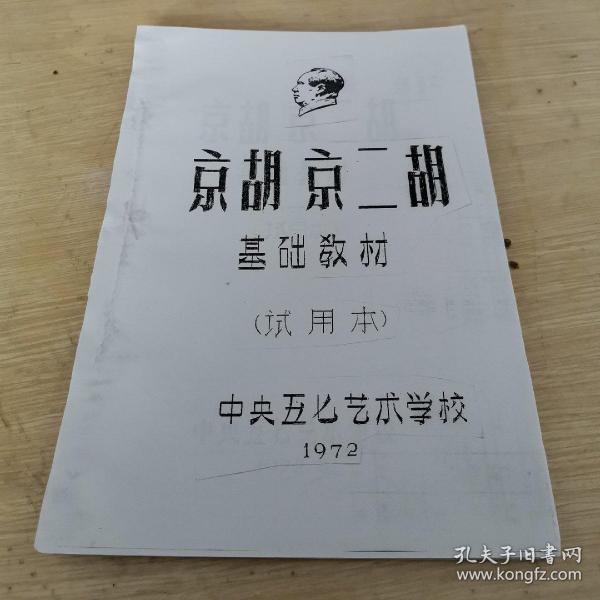 京胡 京二胡
基础教材
(试用本)
中央五七艺术学校
1972
孔夫子旧书网
www.kongfz.com